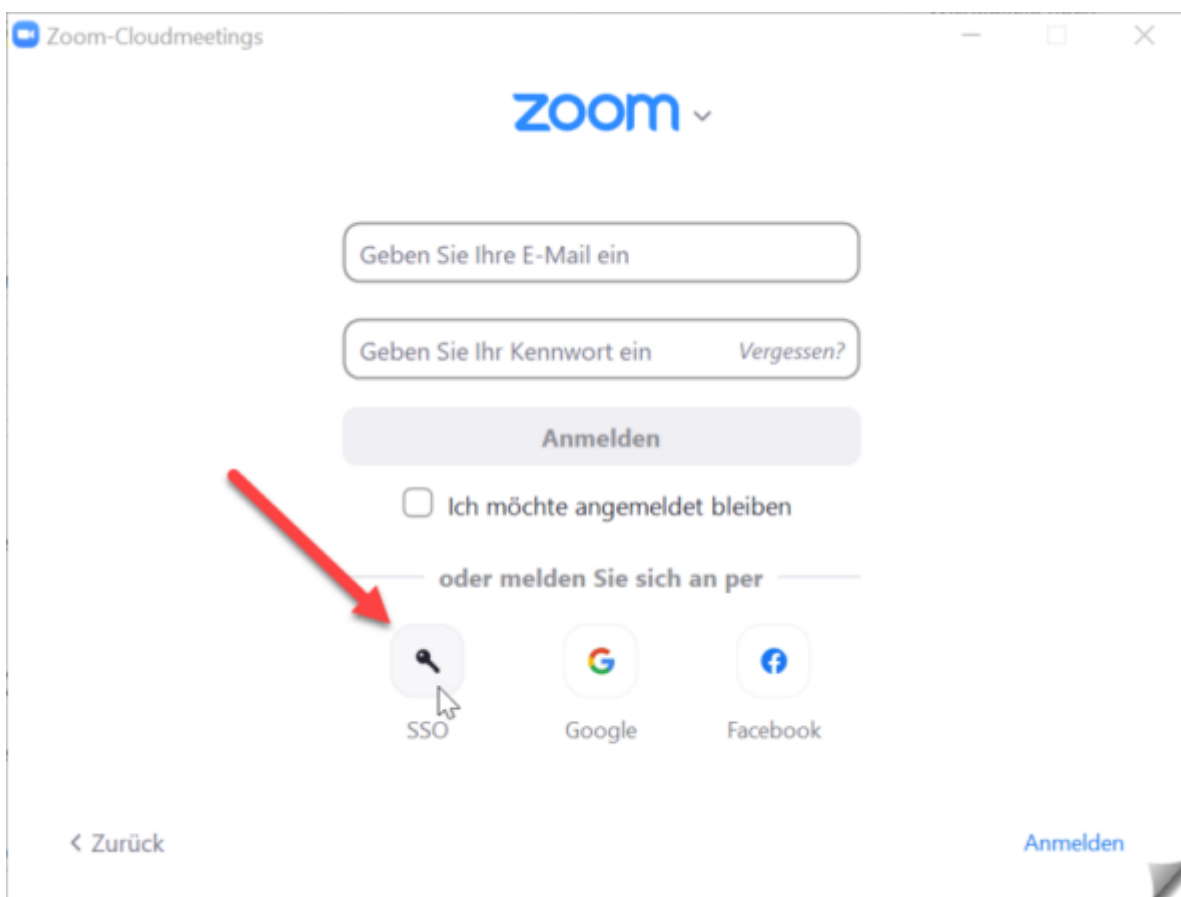 Zoom-Cloudmeetings
zoom
Geben Sie Ihre E-Mail ein
Geben Sie Ihr Kennwort ein Vergessen?
Anmelden
Ich möchte angemeldet bleiben
oder melden Sie sich an per
SSO Google Facebook
Zurück Anmelden